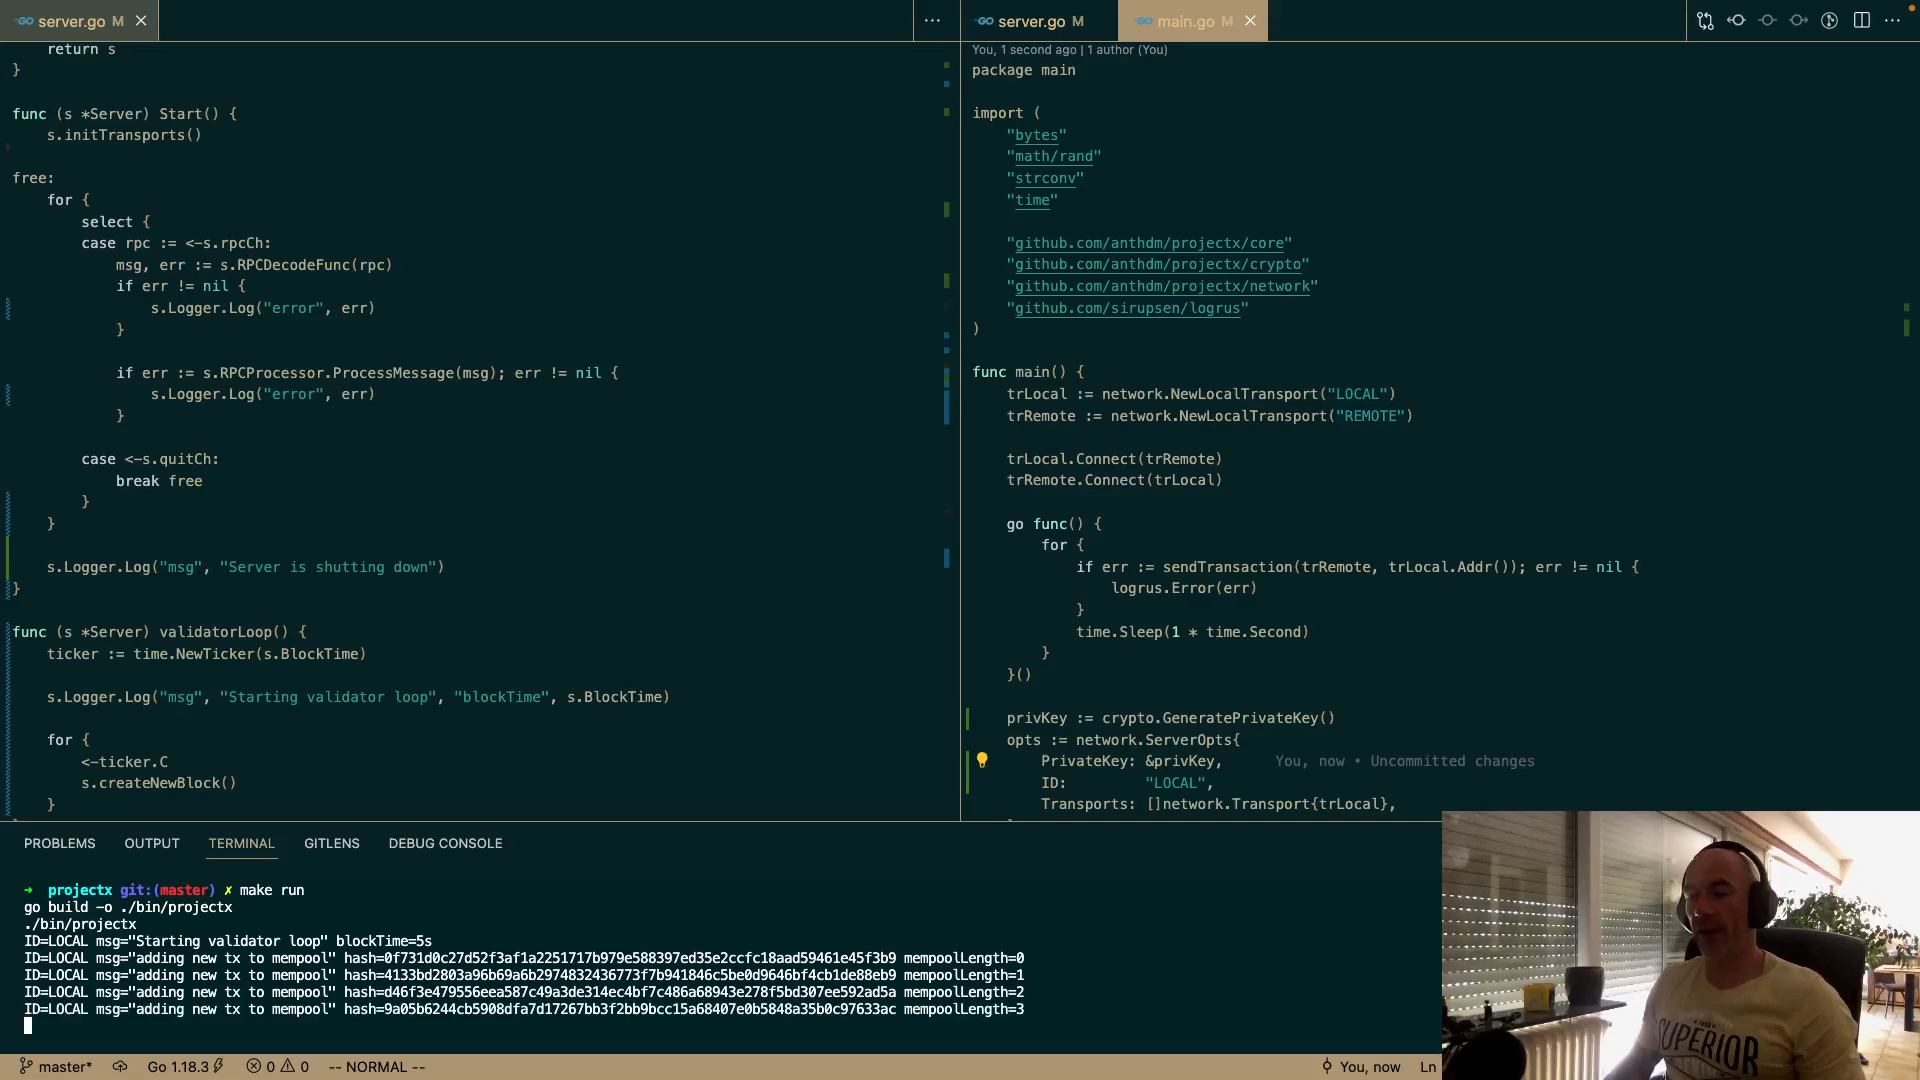 server.go M
server.go M
main.go M
return s
}
func (s *Server) Start() {
s.initTransports()
free:
for {
select {
case rpc := <-s.rpcCh:
msg, err := s.RPCDecodeFunc(rpc)
if err != nil {
s.Logger.Log("error", err)
}
if err := s.RPCProcessor.ProcessMessage(msg); err != nil {
s.Logger.Log("error", err)
}
case <-s.quitCh:
break free
}
}
s.Logger.Log("msg", "Server is shutting down")
}
func (s *Server) validatorLoop() {
ticker := time.NewTicker(s.BlockTime)
s.Logger.Log("msg", "Starting validator loop", "blockTime", s.BlockTime)
for {
<-ticker.C
s.createNewBlock()
}
You, 1 second ago | 1 author (You)
package main
import (
"bytes"
"math/rand"
"strconv"
"time"
"github.com/anthdm/projectx/core"
"github.com/anthdm/projectx/crypto"
"github.com/anthdm/projectx/network"
"github.com/sirupsen/logrus"
)
func main() {
trLocal := network.NewLocalTransport("LOCAL")
trRemote := network.NewLocalTransport("REMOTE")
trLocal.Connect(trRemote)
trRemote.Connect(trLocal)
go func() {
for {
if err := sendTransaction(trRemote, trLocal.Addr()); err != nil {
logrus.Error(err)
}
time.Sleep(1 * time.Second)
}
}()
privKey := crypto.GeneratePrivateKey()
opts := network.ServerOpts{
PrivateKey: &privKey, You, now • Uncommitted changes
ID: "LOCAL",
Transports: []network.Transport{trLocal},
PROBLEMS OUTPUT TERMINAL GITLENS DEBUG CONSOLE
→ projectx git:(master) ✗ make run
go build -o ./bin/projectx
./bin/projectx
ID=LOCAL msg="Starting validator loop" blockTime=5s
ID=LOCAL msg="adding new tx to mempool" hash=0f731d0c27d52f3af1a2251717b979e588397ed35e2ccfc18aad59461e45f3b9 mempoolLength=0
ID=LOCAL msg="adding new tx to mempool" hash=4133bd2803a96b69a6b2974832436773f7b941846c5be0d9646bf4cb1de88eb9 mempoolLength=1
ID=LOCAL msg="adding new tx to mempool" hash=d46f3e479556eea587c49a3de314ec4bf7c486a68943e278f5bd307ee592ad5a mempoolLength=2
ID=LOCAL msg="adding new tx to mempool" hash=9a05b6244cb5908dfa7d17267bb3f2bb9bcc15a68407e0b5848a35b0c97633ac mempoolLength=3
master* Go 1.18.3 0 0 -- NORMAL -- You, now Ln
SUPERIOR